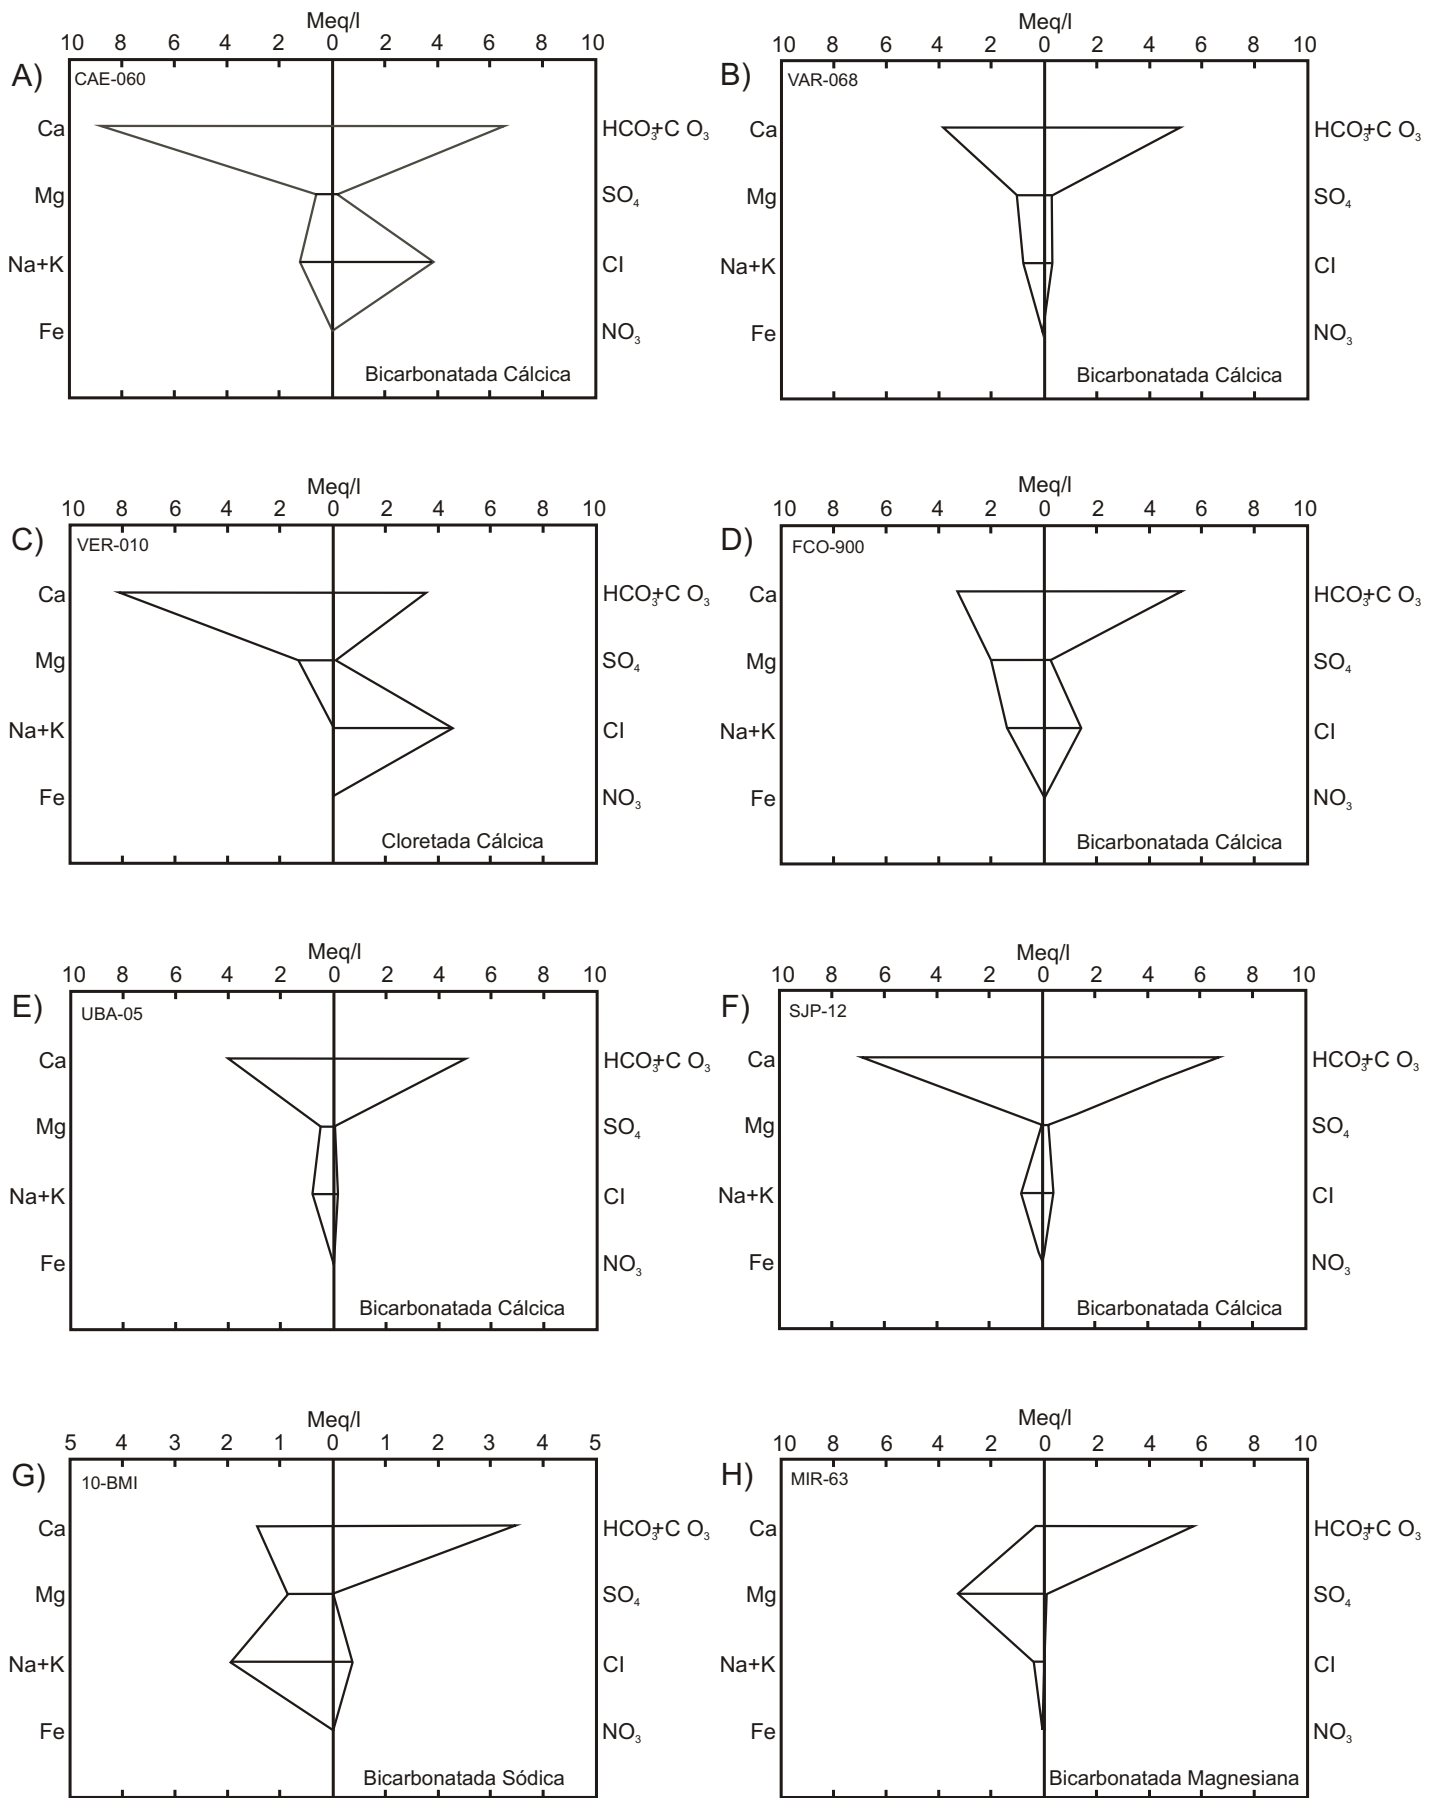 Meq/l
10 8 6 4 2 0 2 4 6 8 10
A)
CAE-060
Ca HCO3+C O3
Mg SO4
Na+K Cl
Fe NO3
Bicarbonatada Cálcica
Meq/l
10 8 6 4 2 0 2 4 6 8 10
B)
VAR-068
Ca HCO3+C O3
Mg SO4
Na+K Cl
Fe NO3
Bicarbonatada Cálcica
Meq/l
10 8 6 4 2 0 2 4 6 8 10
C)
VER-010
Ca HCO3+C O3
Mg SO4
Na+K Cl
Fe NO3
Cloretada Cálcica
Meq/l
10 8 6 4 2 0 2 4 6 8 10
D)
FCO-900
Ca HCO3+C O3
Mg SO4
Na+K Cl
Fe NO3
Bicarbonatada Cálcica
Meq/l
10 8 6 4 2 0 2 4 6 8 10
E)
UBA-05
Ca HCO3+C O3
Mg SO4
Na+K Cl
Fe NO3
Bicarbonatada Cálcica
Meq/l
10 8 6 4 2 0 2 4 6 8 10
F)
SJP-12
Ca HCO3+C O3
Mg SO4
Na+K Cl
Fe NO3
Bicarbonatada Cálcica
Meq/l
5 4 3 2 1 0 1 2 3 4 5
G)
10-BMI
Ca HCO3+C O3
Mg SO4
Na+K Cl
Fe NO3
Bicarbonatada Sódica
Meq/l
10 8 6 4 2 0 2 4 6 8 10
H)
MIR-63
Ca HCO3+C O3
Mg SO4
Na+K Cl
Fe NO3
Bicarbonatada Magnesiana